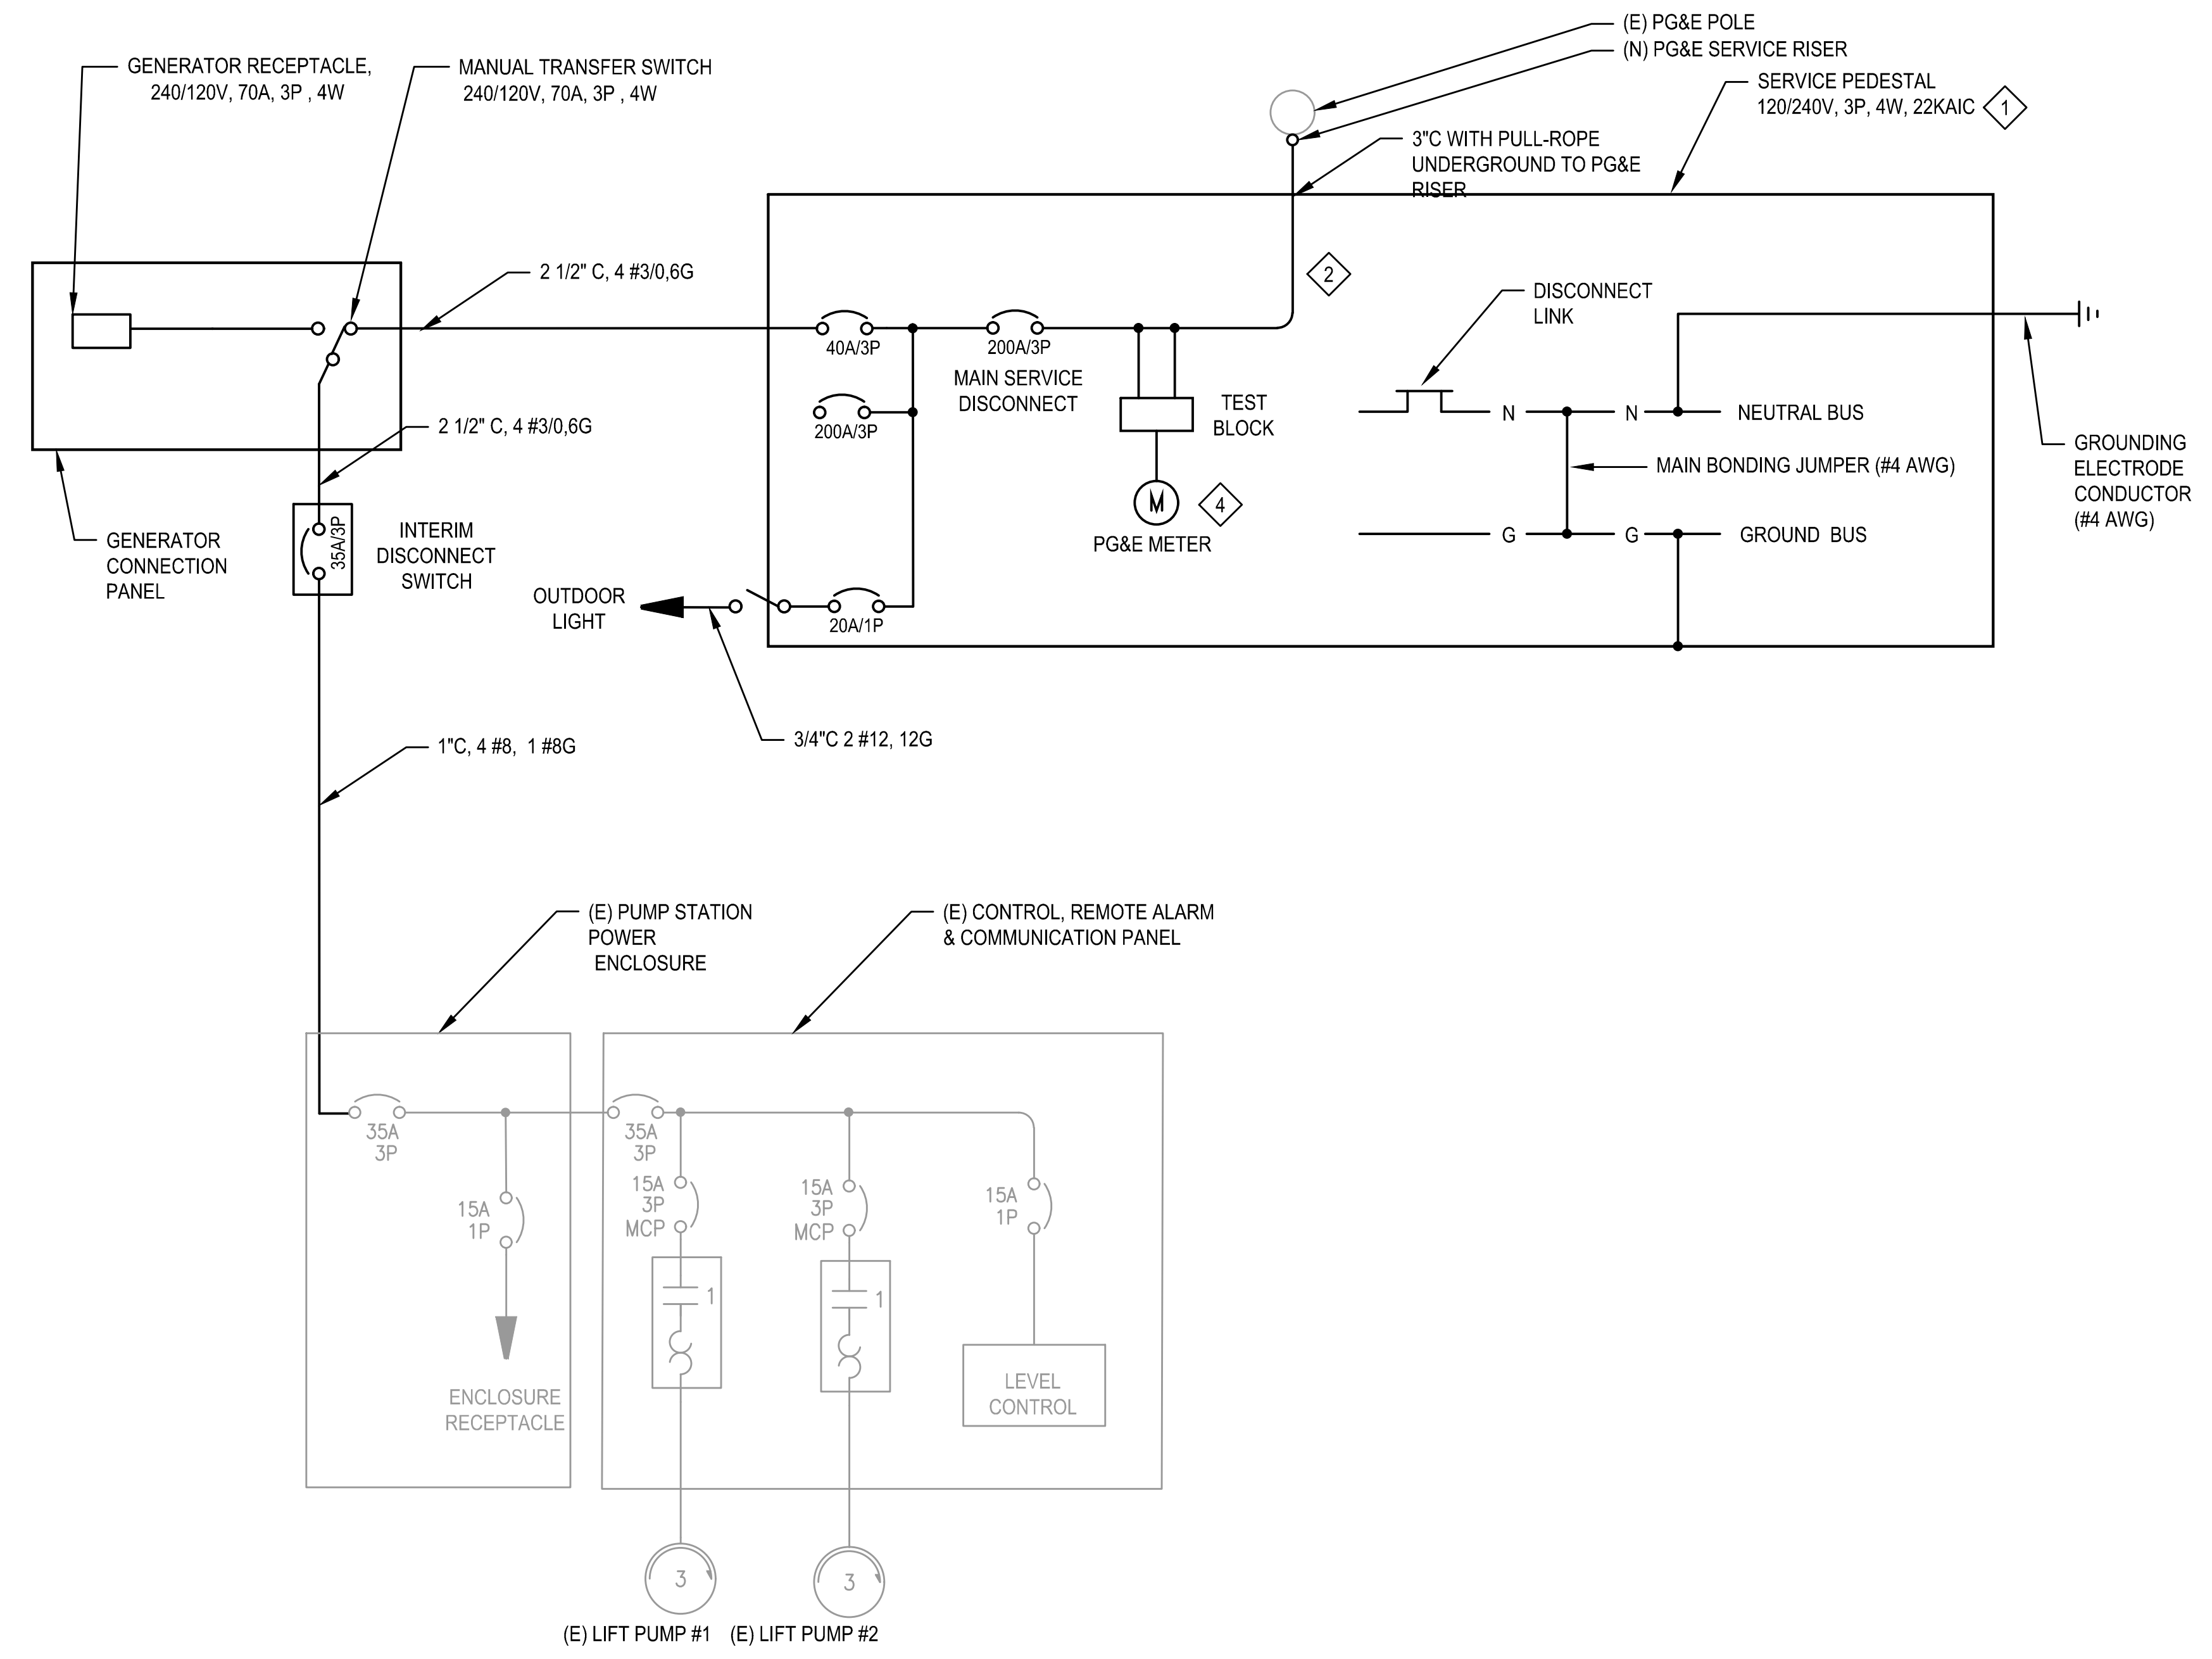 (E) PG&E POLE
(N) PG&E SERVICE RISER
GENERATOR RECEPTACLE,
240/120V, 70A, 3P , 4W
MANUAL TRANSFER SWITCH
240/120V, 70A, 3P , 4W
SERVICE PEDESTAL
120/240V, 3P, 4W, 22KAIC
1
3"C WITH PULL-ROPE
UNDERGROUND TO PG&E
RISER
2 1/2" C, 4 #3/0,6G
2
DISCONNECT
LINK
40A/3P
200A/3P
MAIN SERVICE
DISCONNECT
200A/3P
TEST
BLOCK
N
N
NEUTRAL BUS
2 1/2" C, 4 #3/0,6G
MAIN BONDING JUMPER (#4 AWG)
GROUNDING
ELECTRODE
CONDUCTOR
(#4 AWG)
M
4
PG&E METER
G
G
GROUND BUS
GENERATOR
CONNECTION
PANEL
35A/3P
INTERIM
DISCONNECT
SWITCH
OUTDOOR
LIGHT
20A/1P
3/4"C 2 #12, 12G
1"C, 4 #8, 1 #8G
(E) PUMP STATION
POWER
ENCLOSURE
(E) CONTROL, REMOTE ALARM
& COMMUNICATION PANEL
35A
3P
35A
3P
15A
1P
15A
3P
MCP
15A
3P
MCP
15A
1P
1
1
ENCLOSURE
RECEPTACLE
LEVEL
CONTROL
3
3
(E) LIFT PUMP #1
(E) LIFT PUMP #2